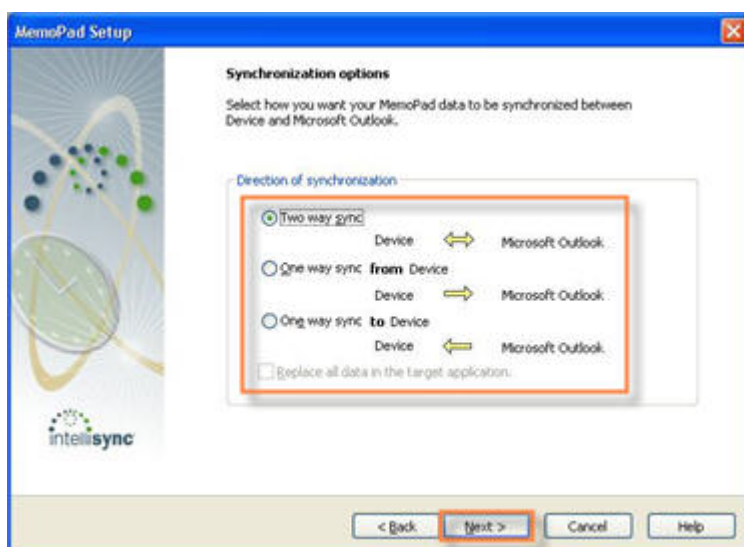 MemoPad Setup
Synchronization options
Select how you want your MemoPad data to be synchronized between
Device and Microsoft Outlook.
Direction of synchronization
Two way sync
Device Microsoft Outlook
One way sync from Device
Device Microsoft Outlook
One way sync to Device
Device Microsoft Outlook
Replace all data in the target application.
intellisync
< Back Next > Cancel Help